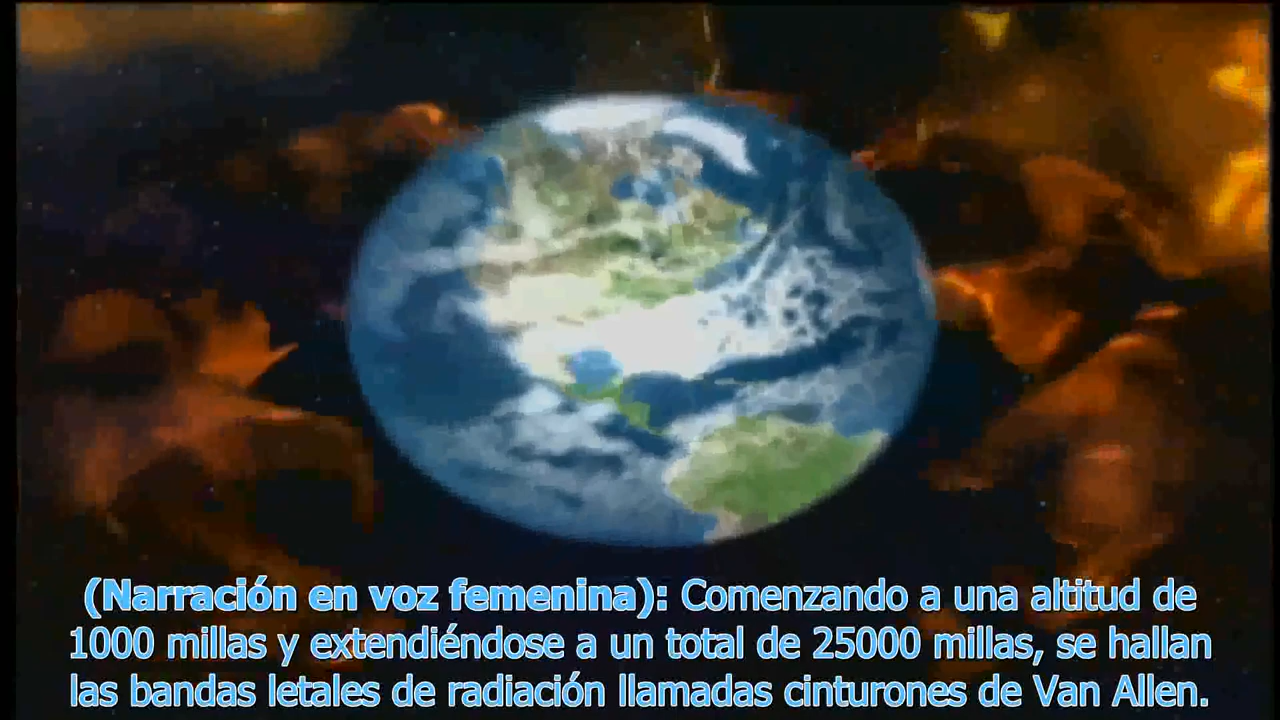 (Narración en voz femenina): Comenzando a una altitud de
1000 millas y extendiéndose a un total de 25000 millas, se hallan
las bandas letales de radiación llamadas cinturones de Van Allen.